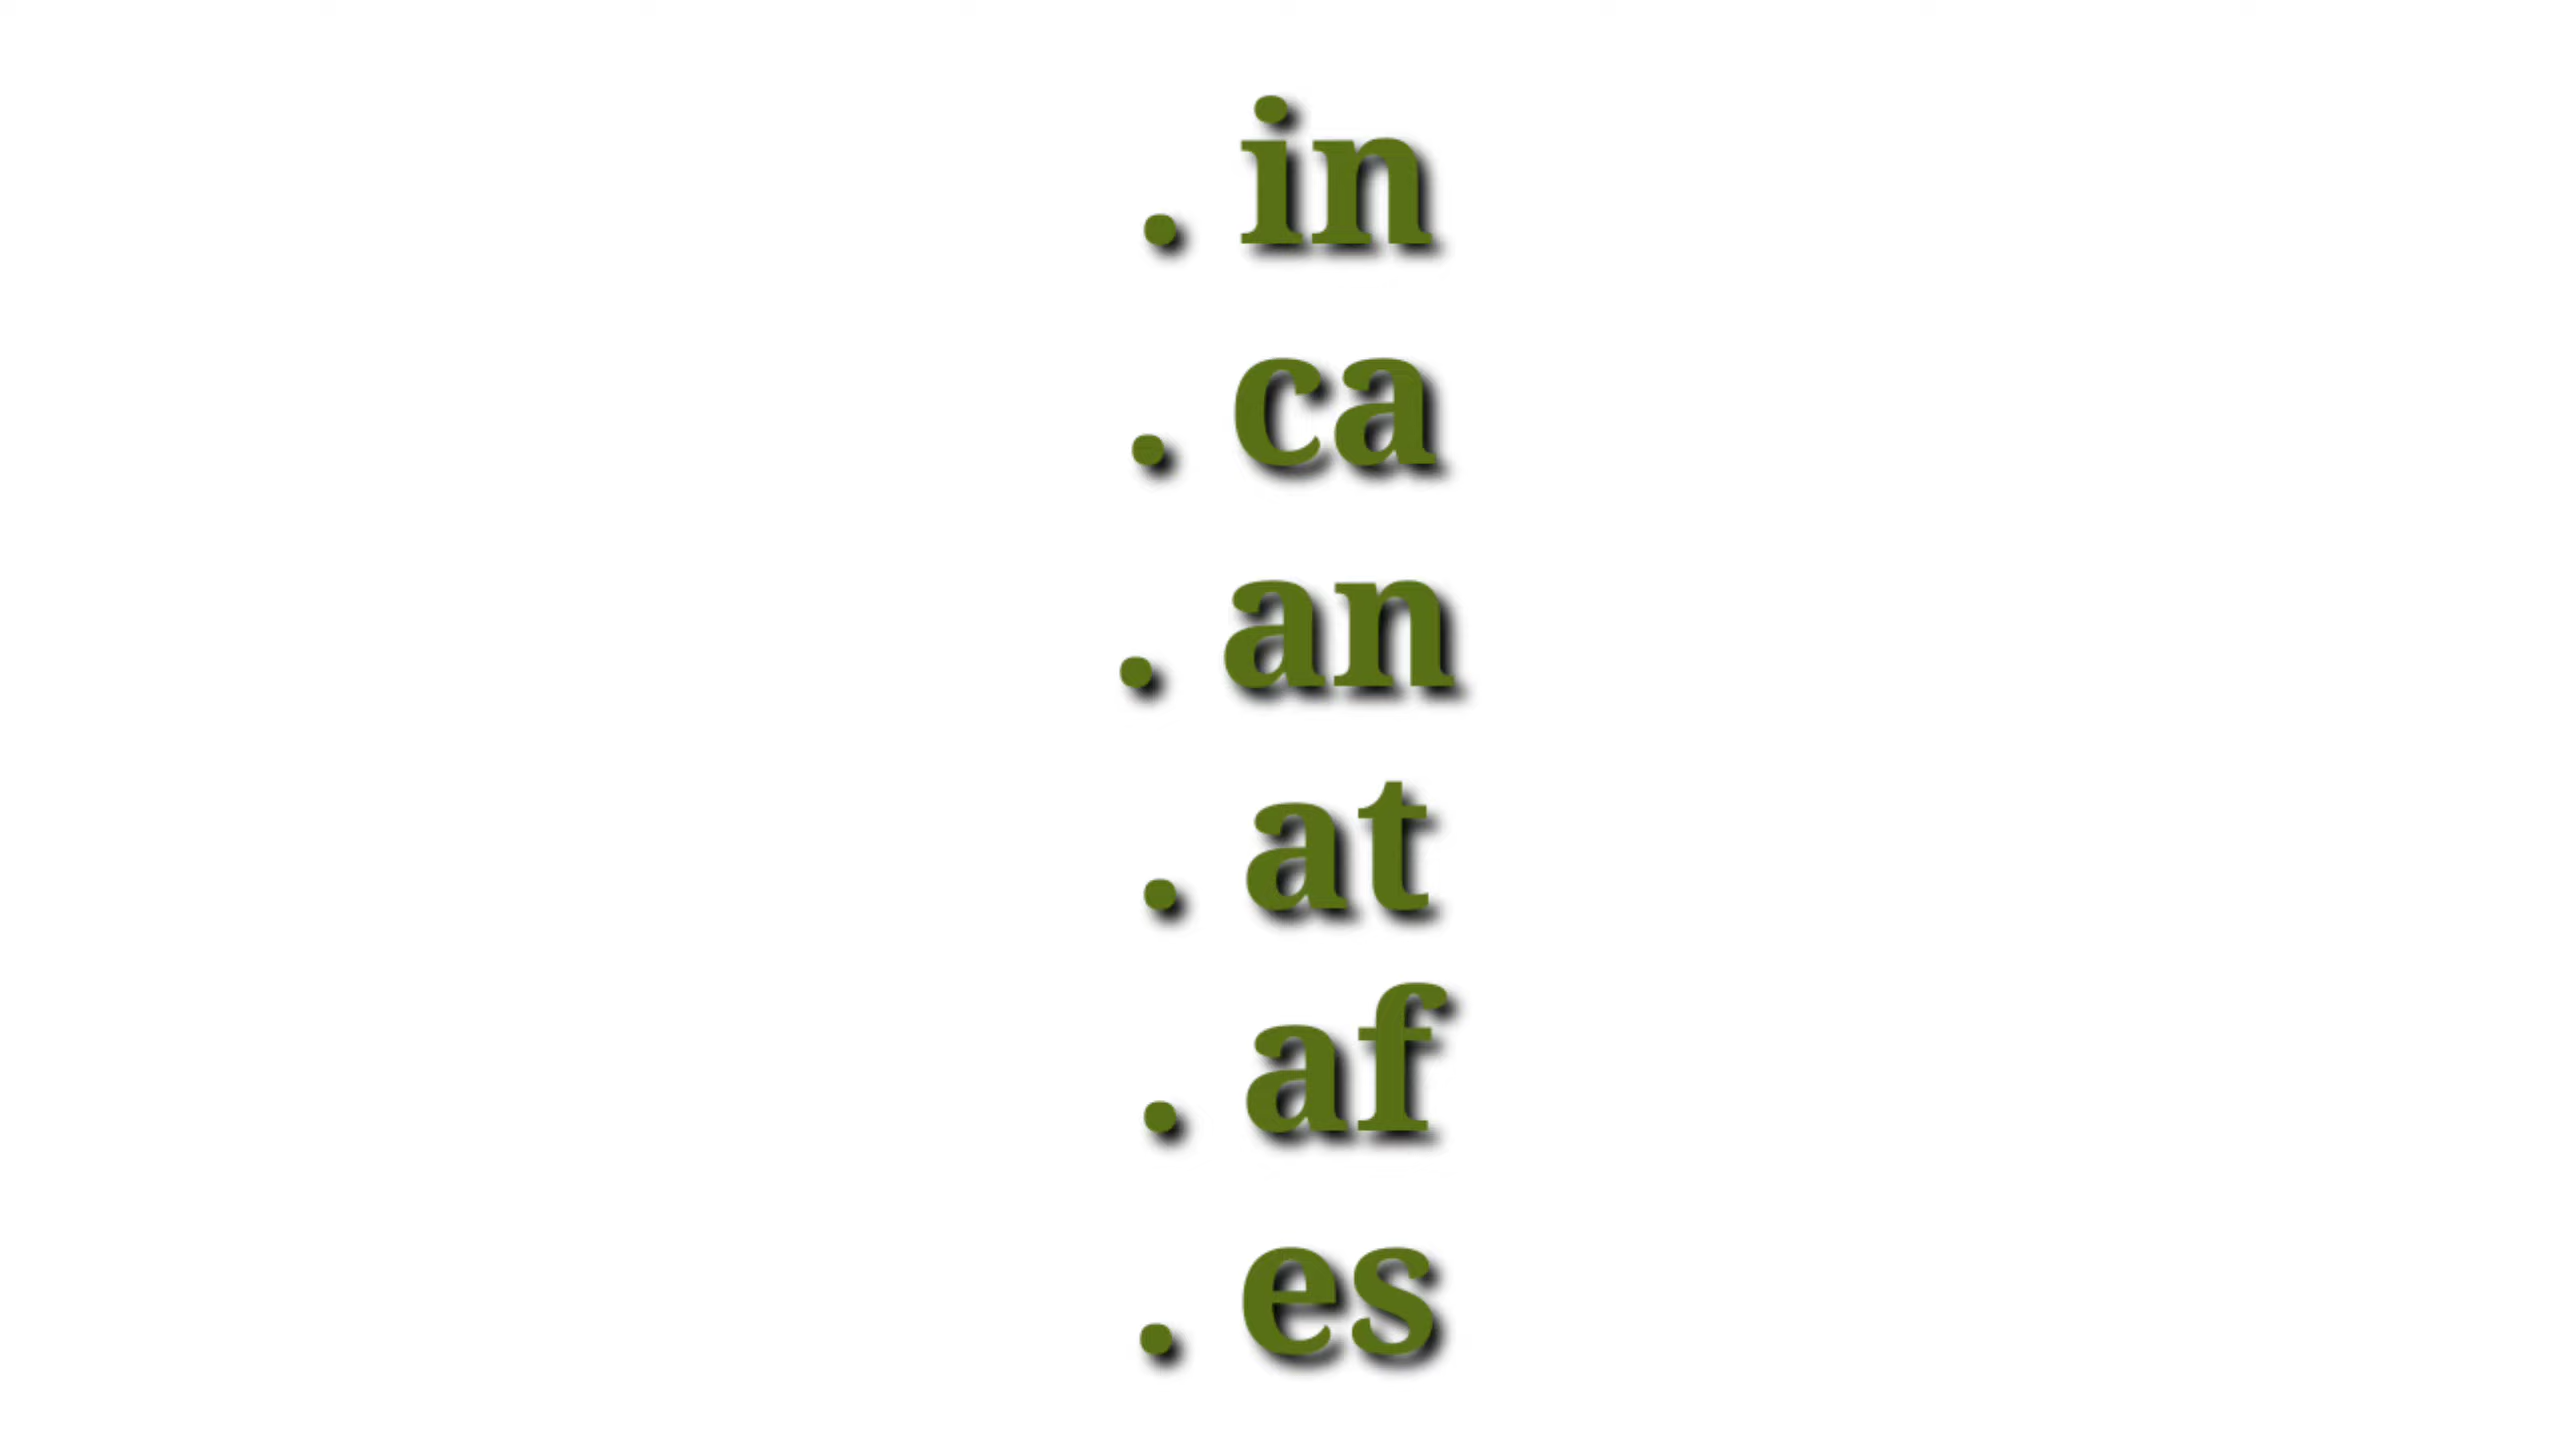 . in
. ca
. an
. at
. af
. es